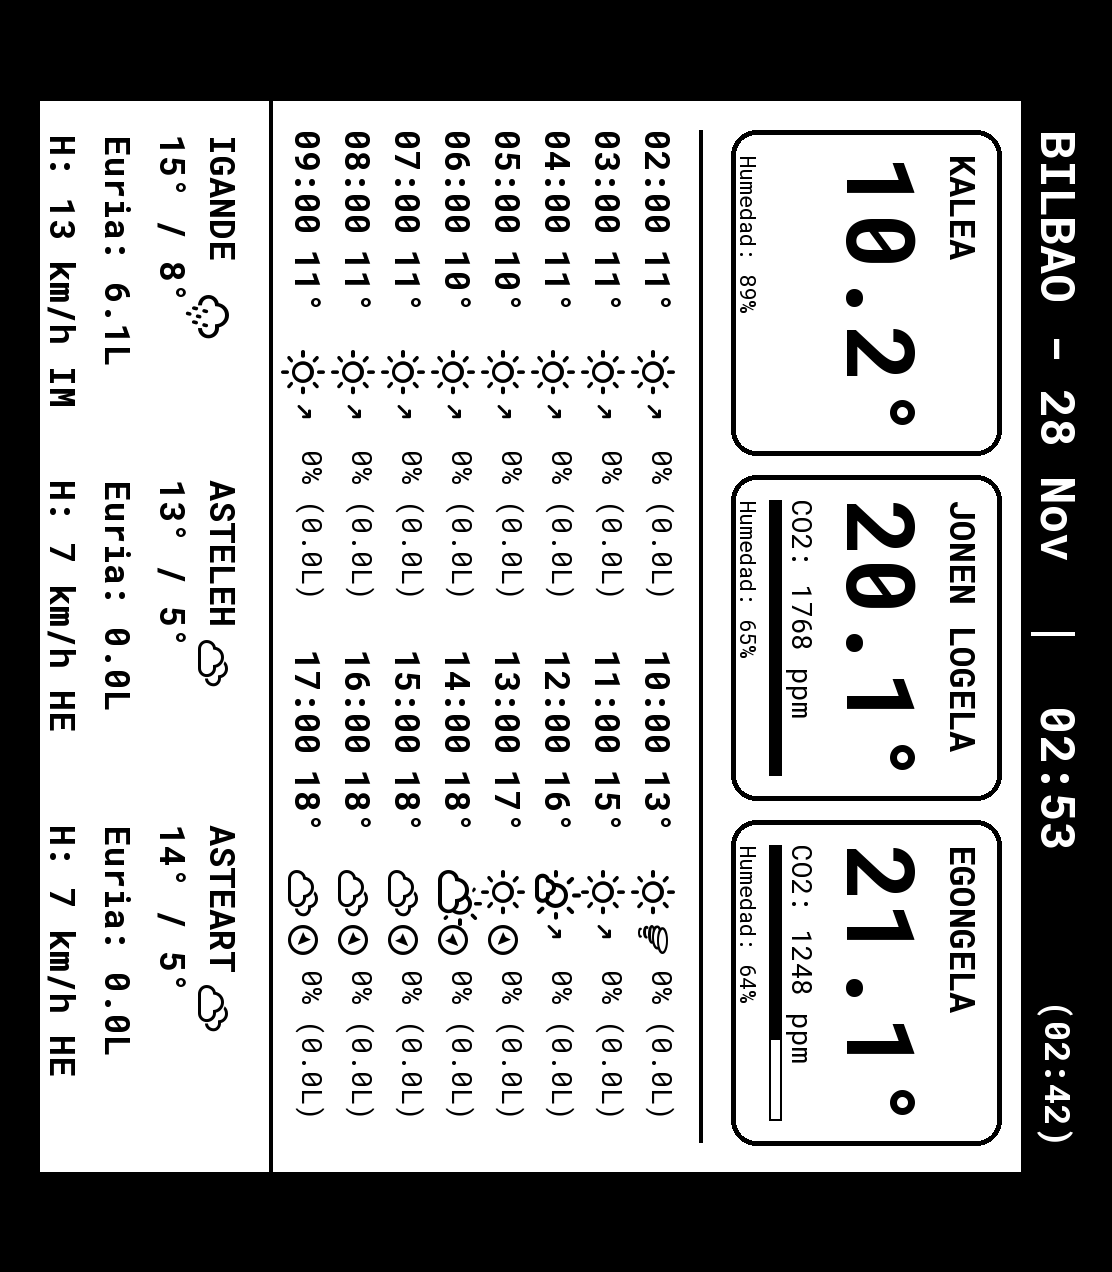 BILBAO - 28 Nov | 02:53 (02:42)
KALEA
10.2°
Humedad: 89%
JONEN LOGELA
20.1°
CO2: 1768 ppm
Humedad: 65%
EGONGELA
21.1°
CO2: 1248 ppm
Humedad: 64%
02:00 11° 0% (0.0L)
03:00 11° 0% (0.0L)
04:00 11° 0% (0.0L)
05:00 10° 0% (0.0L)
06:00 10° 0% (0.0L)
07:00 11° 0% (0.0L)
08:00 11° 0% (0.0L)
09:00 11° 0% (0.0L)
10:00 13° 0% (0.0L)
11:00 15° 0% (0.0L)
12:00 16° 0% (0.0L)
13:00 17° 0% (0.0L)
14:00 18° 0% (0.0L)
15:00 18° 0% (0.0L)
16:00 18° 0% (0.0L)
17:00 18° 0% (0.0L)
IGANDE
15° / 8°
Euria: 6.1L
H: 13 km/h IM
ASTELEH
13° / 5°
Euria: 0.0L
H: 7 km/h HE
ASTEART
14° / 5°
Euria: 0.0L
H: 7 km/h HE